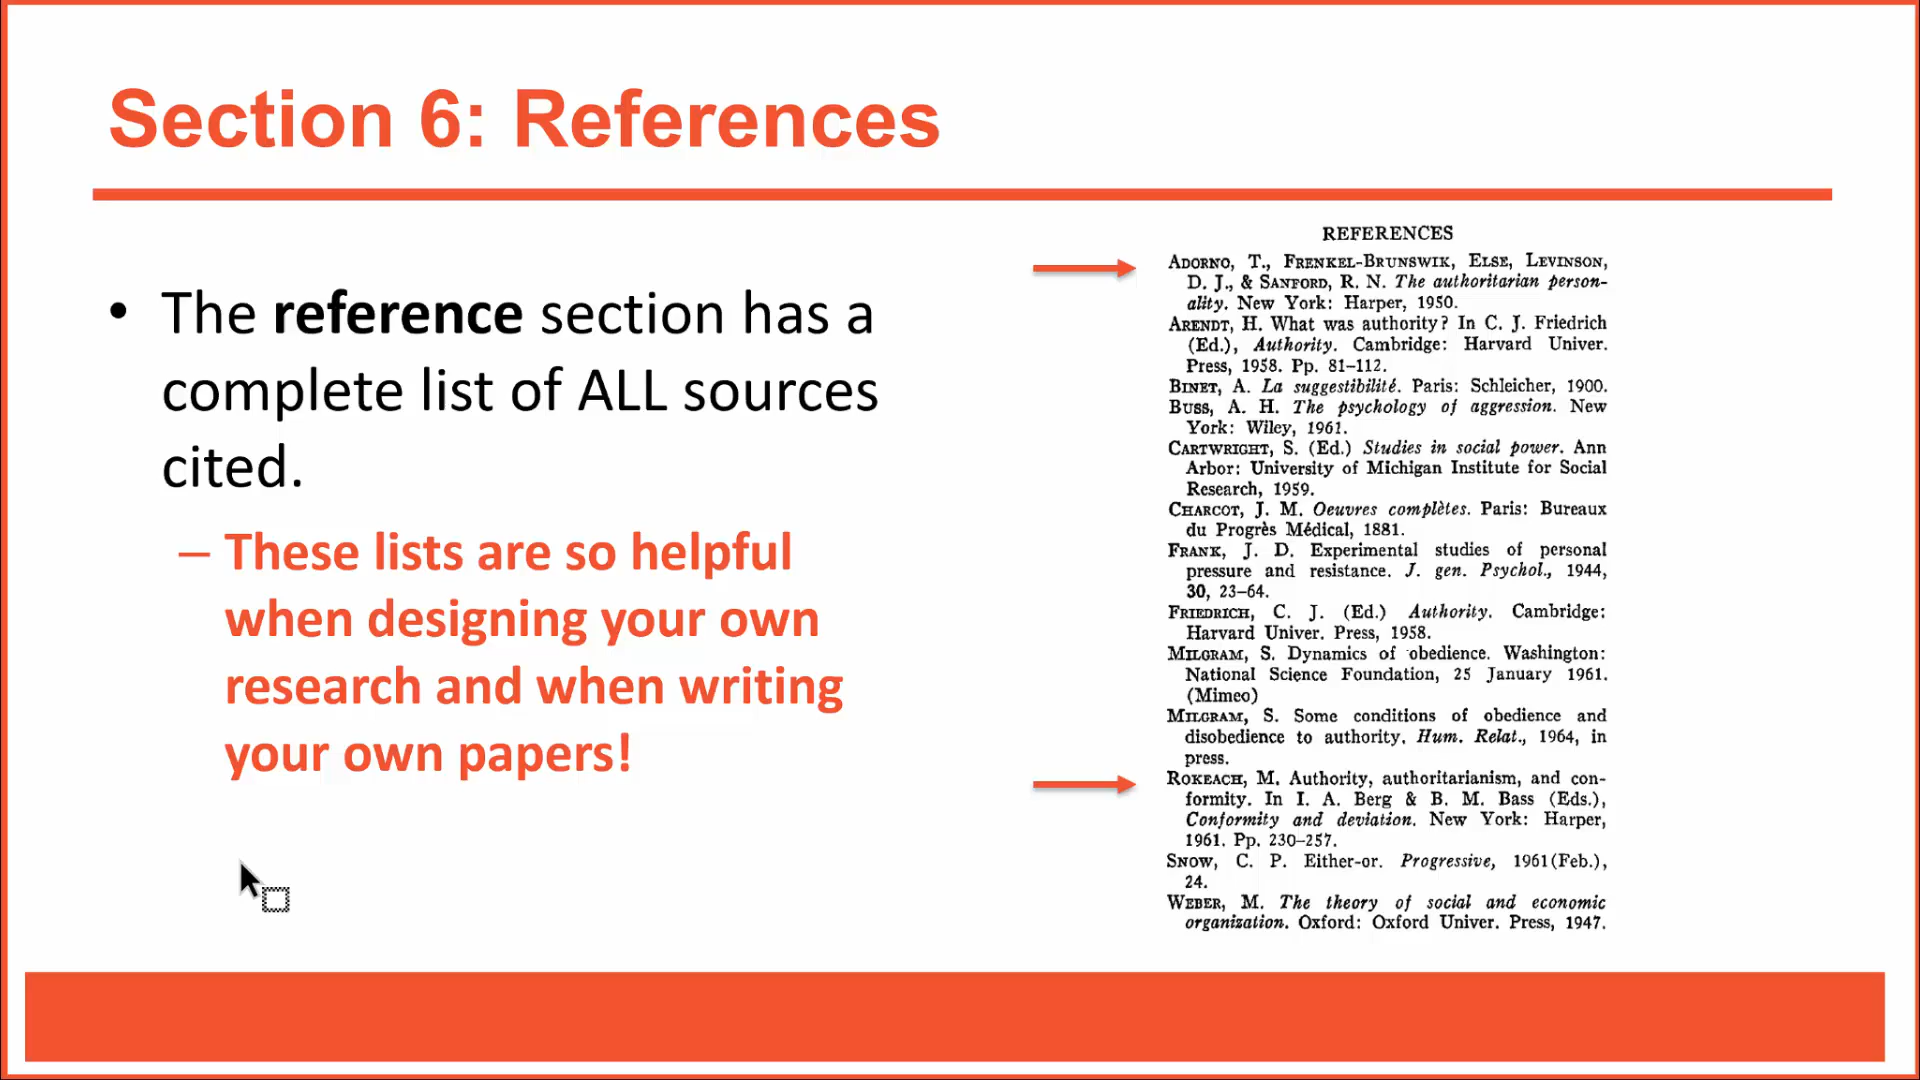 Section 6: References
• The reference section has a
complete list of ALL sources
cited.
– These lists are so helpful
when designing your own
research and when writing
your own papers!
REFERENCES
ADORNO, T., FRENKEL-BRUNSWIK, ELSE, LEVINSON,
D. J., & SANFORD, R. N. The authoritarian person-
ality. New York: Harper, 1950.
ARENDT, H. What was authority? In C. J. Friedrich
(Ed.), Authority. Cambridge: Harvard Univer.
Press, 1958. Pp. 81–112.
BINET, A. La suggestibilité. Paris: Schleicher, 1900.
BUSS, A. H. The psychology of aggression. New
York: Wiley, 1961.
CARTWRIGHT, S. (Ed.) Studies in social power. Ann
Arbor: University of Michigan Institute for Social
Research, 1959.
CHARCOT, J. M. Oeuvres complètes. Paris: Bureaux
du Progrès Médical, 1881.
FRANK, J. D. Experimental studies of personal
pressure and resistance. J. gen. Psychol., 1944,
30, 23–64.
FRIEDRICH, C. J. (Ed.) Authority. Cambridge:
Harvard Univer. Press, 1958.
MILGRAM, S. Dynamics of obedience. Washington:
National Science Foundation, 25 January 1961.
(Mimeo)
MILGRAM, S. Some conditions of obedience and
disobedience to authority. Hum. Relat., 1964, in
press.
ROKEACH, M. Authority, authoritarianism, and con-
formity. In I. A. Berg & B. M. Bass (Eds.),
Conformity and deviation. New York: Harper,
1961. Pp. 230–257.
SNOW, C. P. Either-or. Progressive, 1961(Feb.),
24.
WEBER, M. The theory of social and economic
organization. Oxford: Oxford Univer. Press, 1947.